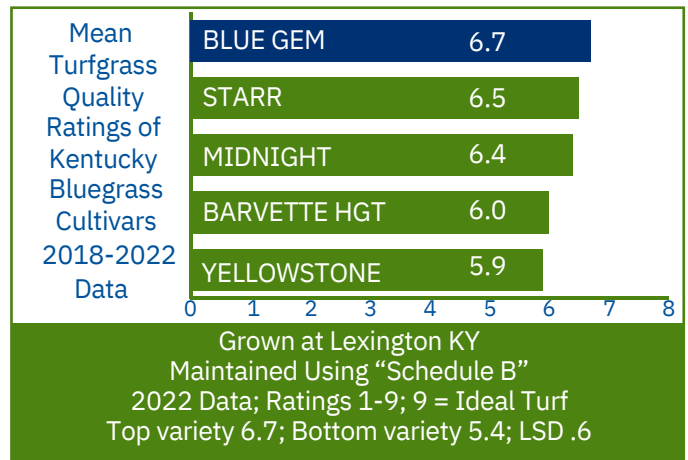 Mean
Turfgrass
Quality
Ratings of
Kentucky
Bluegrass
Cultivars
2018-2022
Data
BLUE GEM 6.7
STARR 6.5
MIDNIGHT 6.4
BARVETTE HGT 6.0
YELLOWSTONE 5.9
0 1 2 3 4 5 6 7 8
Grown at Lexington KY
Maintained Using “Schedule B”
2022 Data; Ratings 1-9; 9 = Ideal Turf
Top variety 6.7; Bottom variety 5.4; LSD .6